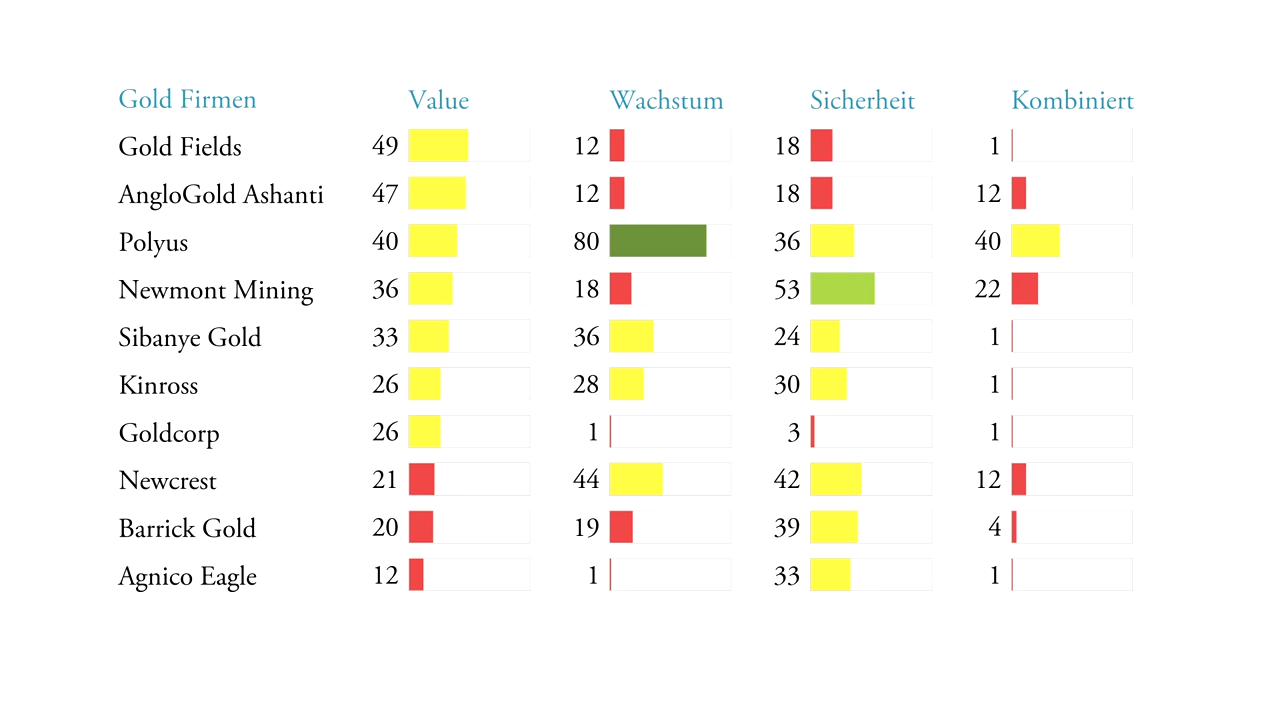 Gold Firmen Value Wachstum Sicherheit Kombiniert
Gold Fields 49 12 18 1
AngloGold Ashanti 47 12 18 12
Polyus 40 80 36 40
Newmont Mining 36 18 53 22
Sibanye Gold 33 36 24 1
Kinross 26 28 30 1
Goldcorp 26 1 3 1
Newcrest 21 44 42 12
Barrick Gold 20 19 39 4
Agnico Eagle 12 1 33 1